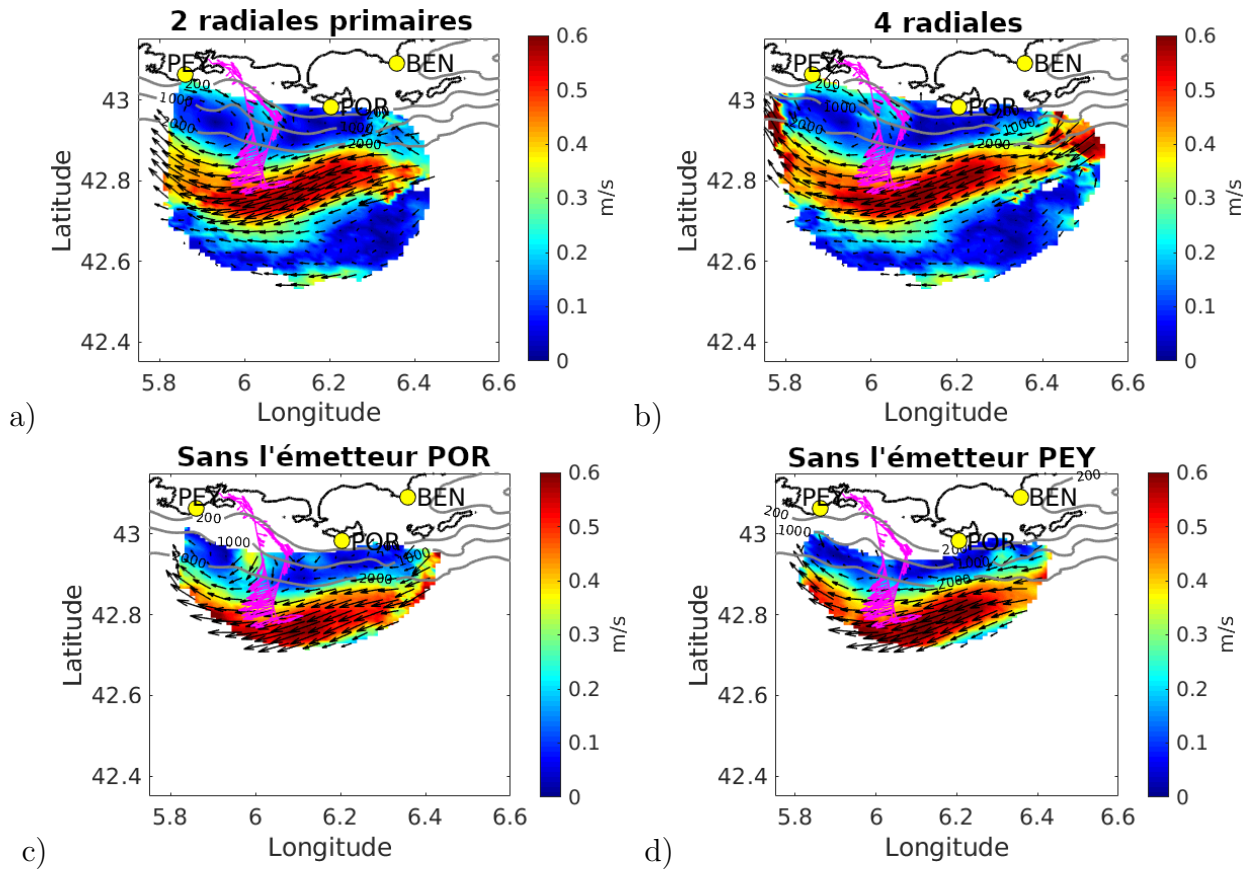 2 radiales primaires
PEY
BEN
POR
200
1000
2000
1000
2000
43
42.8
42.6
42.4
5.8 6 6.2 6.4 6.6
Latitude
Longitude
0.6
0.5
0.4
0.3
0.2
0.1
0
m/s
a)
4 radiales
PEY
BEN
POR
200
1000
2000
1000
2000
43
42.8
42.6
42.4
5.8 6 6.2 6.4 6.6
Latitude
Longitude
0.6
0.5
0.4
0.3
0.2
0.1
0
m/s
b)
Sans l'émetteur POR
PEY
BEN
POR
200
1000
2000
1000
2000
43
42.8
42.6
42.4
5.8 6 6.2 6.4 6.6
Latitude
Longitude
0.6
0.5
0.4
0.3
0.2
0.1
0
m/s
c)
Sans l'émetteur PEY
200
PEY
BEN
POR
200
1000
2000
200
1000
2000
43
42.8
42.6
42.4
5.8 6 6.2 6.4 6.6
Latitude
Longitude
0.6
0.5
0.4
0.3
0.2
0.1
0
m/s
d)